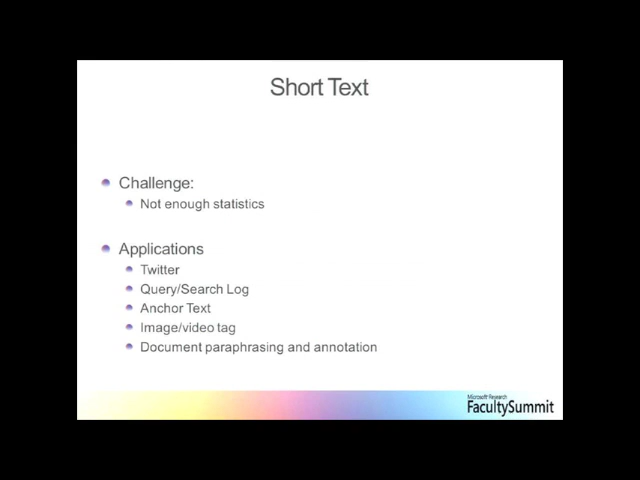 Short Text
Challenge:
Not enough statistics
Applications
Twitter
Query/Search Log
Anchor Text
Image/video tag
Document paraphrasing and annotation
Microsoft Research
FacultySummit